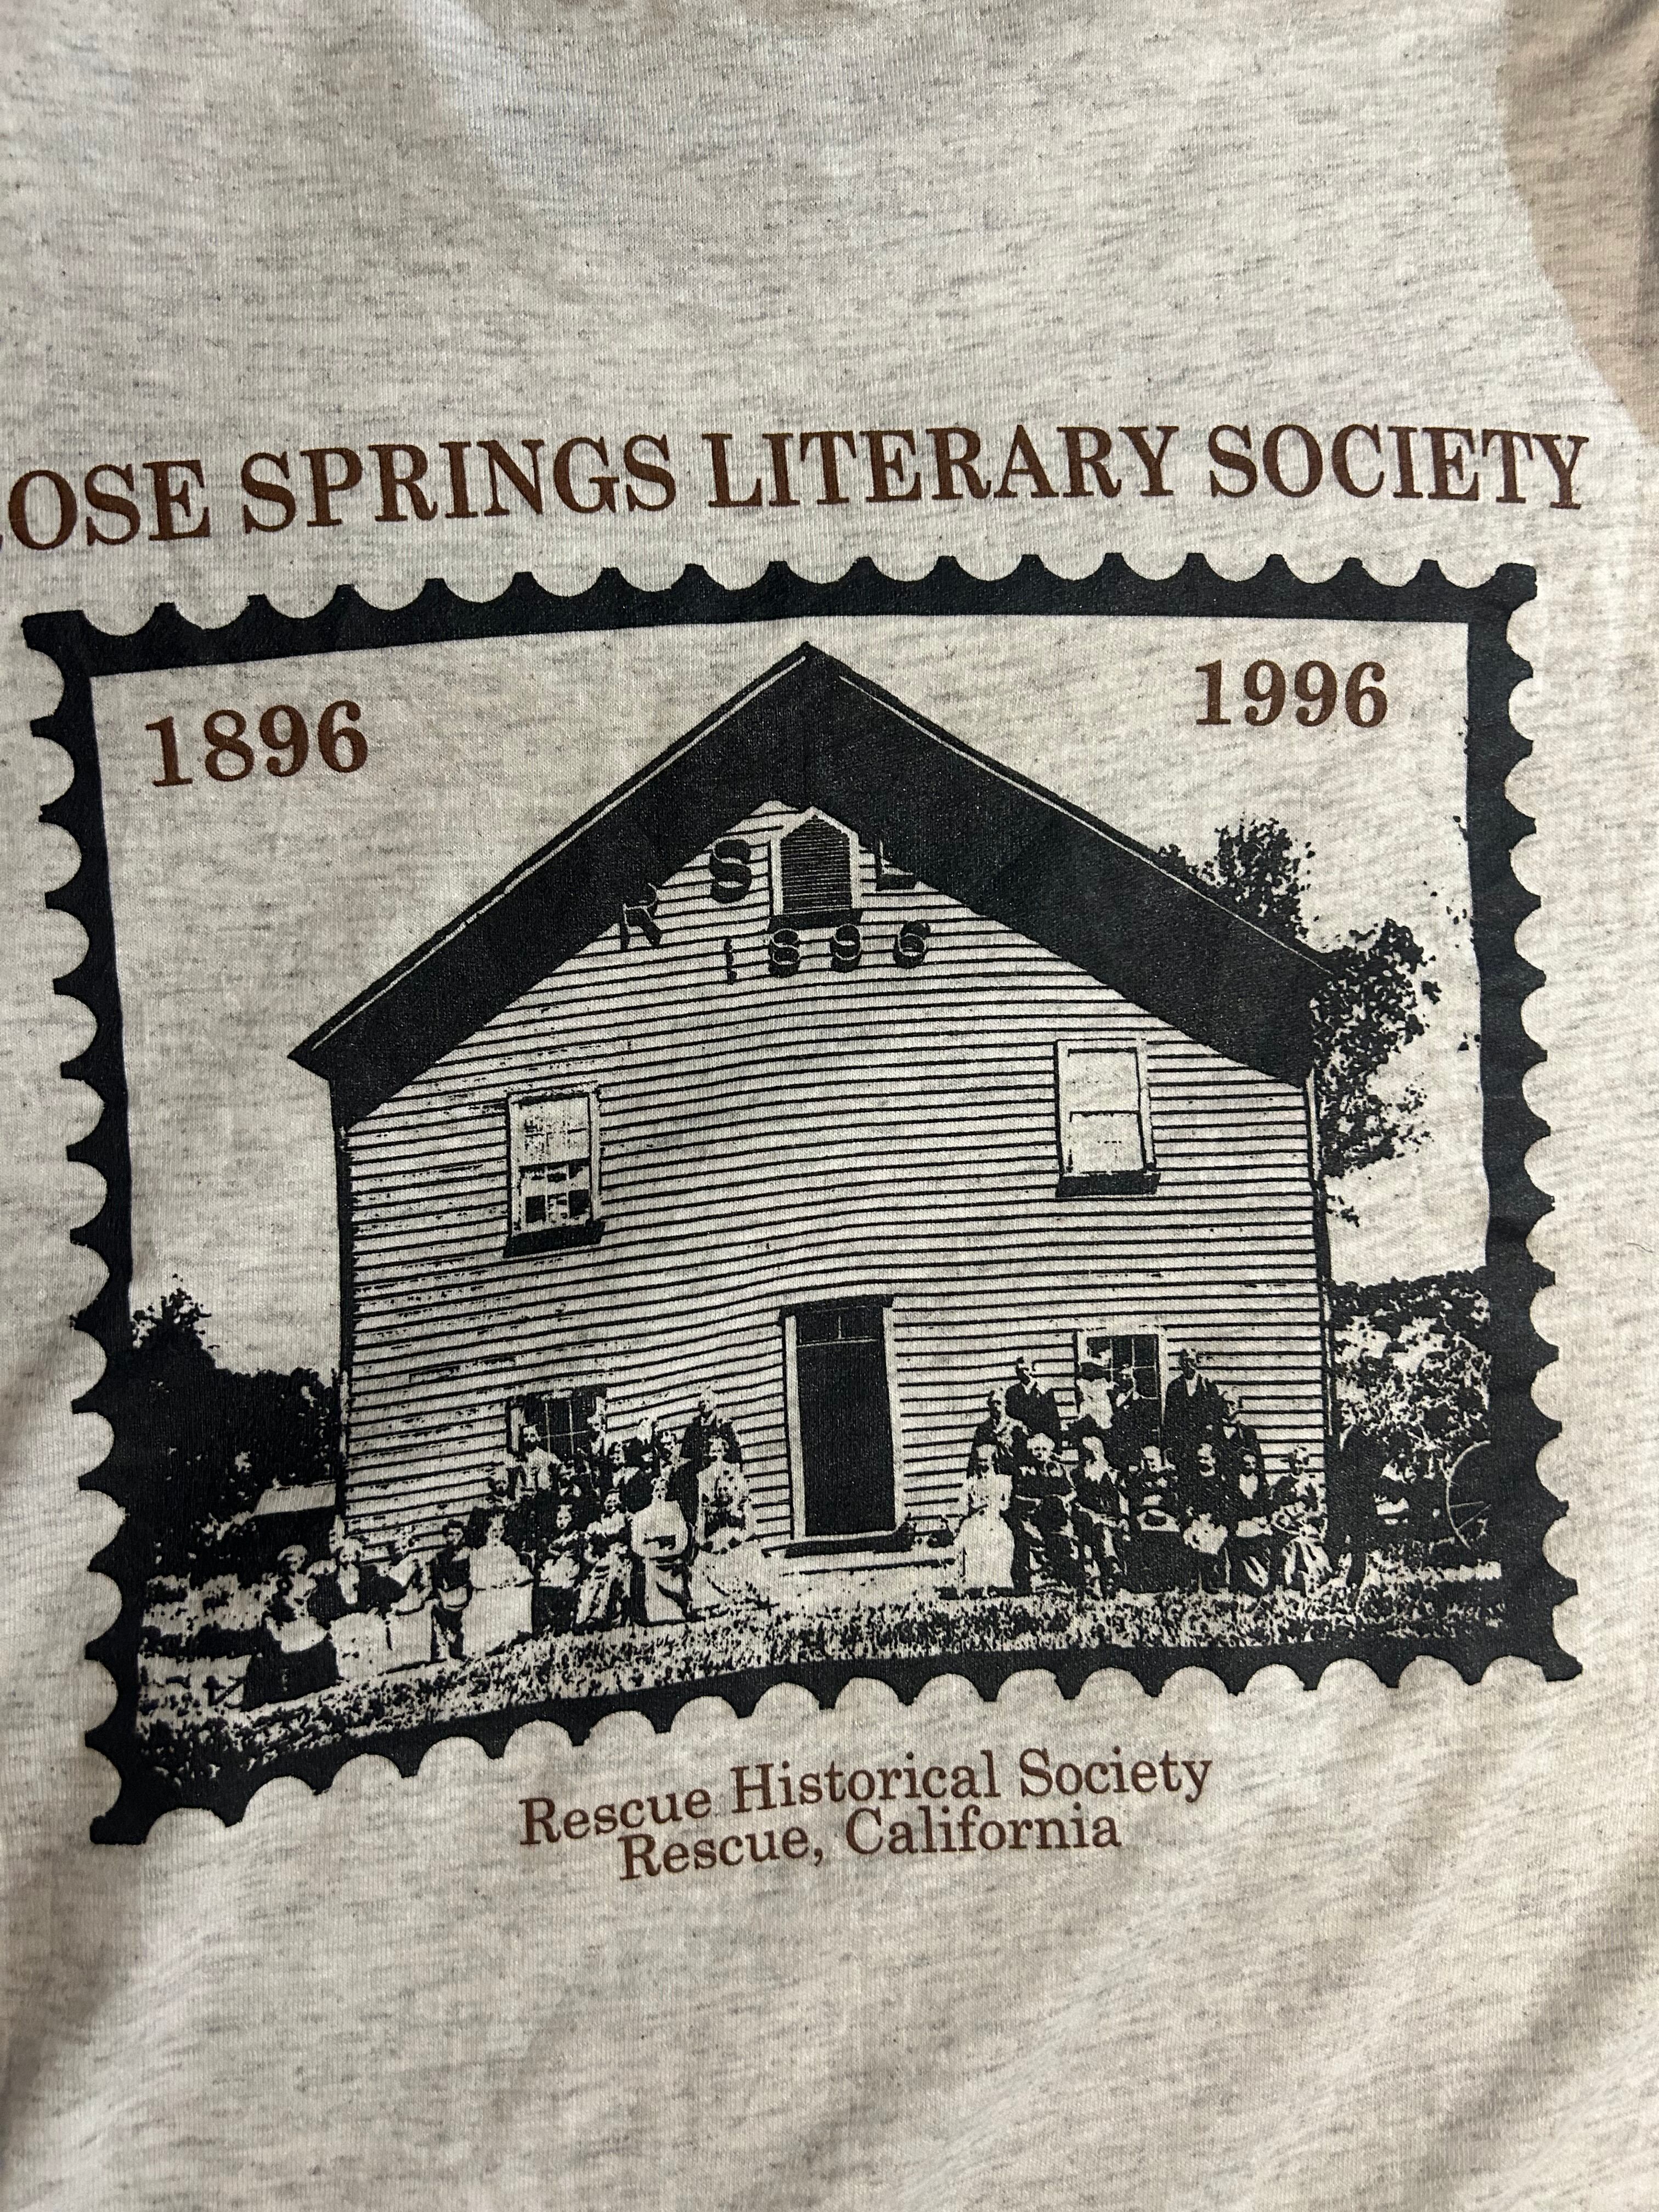 OSE SPRINGS LITERARY SOCIETY
1896 1996
R S L
1896
Rescue Historical Society
Rescue, California